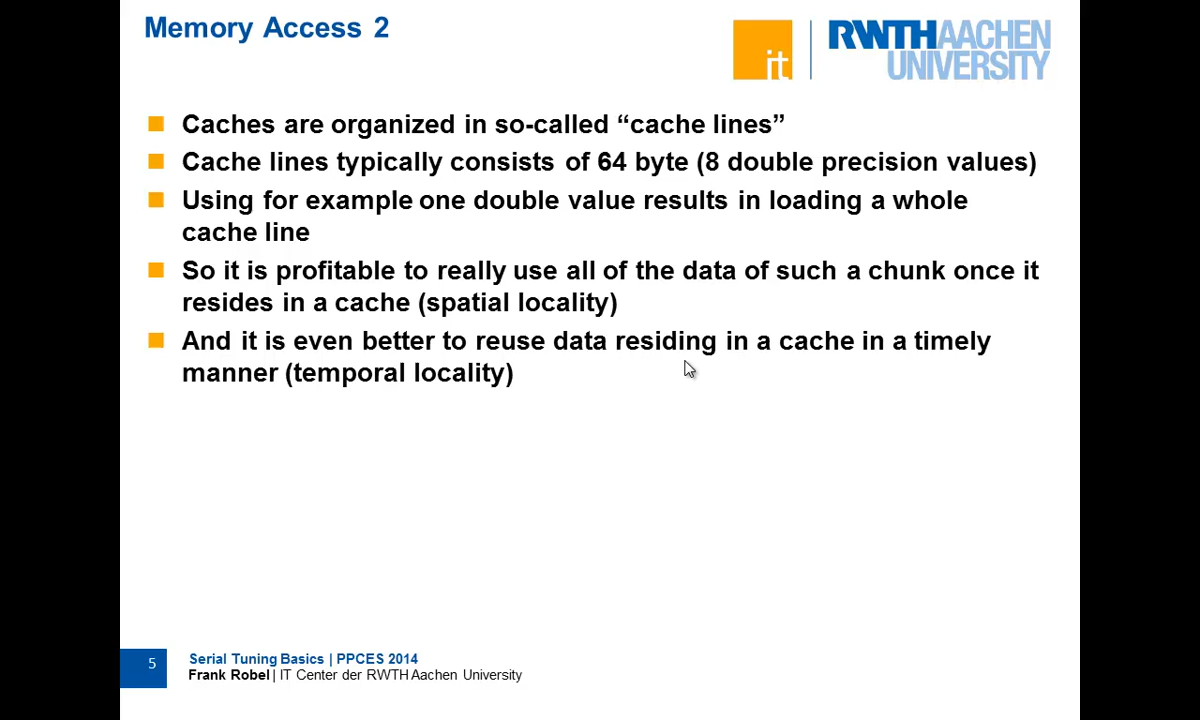 Memory Access 2
it
RWTHAACHEN
UNIVERSITY
Caches are organized in so-called “cache lines”
Cache lines typically consists of 64 byte (8 double precision values)
Using for example one double value results in loading a whole
cache line
So it is profitable to really use all of the data of such a chunk once it
resides in a cache (spatial locality)
And it is even better to reuse data residing in a cache in a timely
manner (temporal locality)
5
Serial Tuning Basics | PPCES 2014
Frank Robel | IT Center der RWTH Aachen University